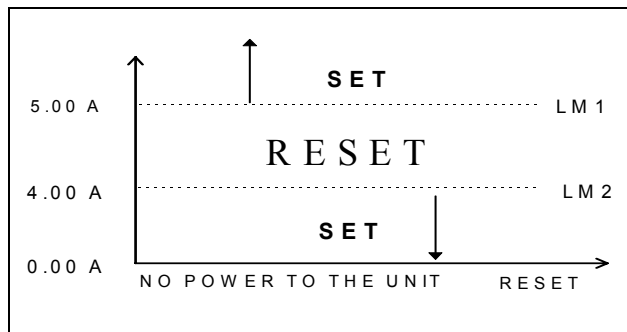 SET
5.00 A LM1
RESET
4.00 A LM2
SET
0.00 A
NO POWER TO THE UNIT RESET